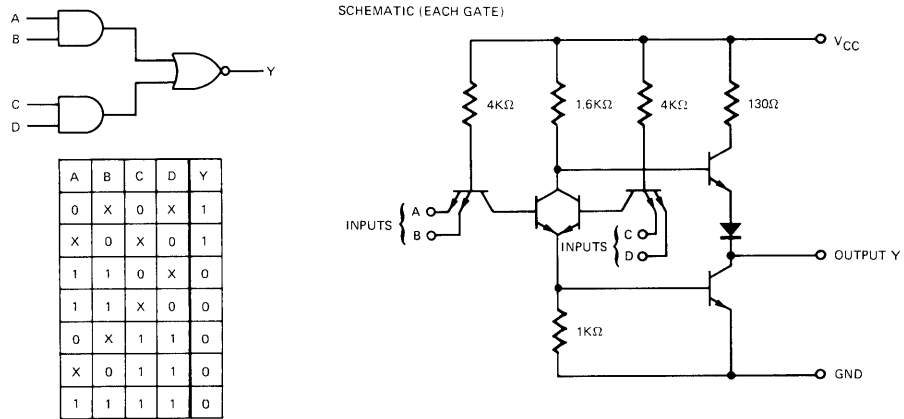 SCHEMATIC (EACH GATE)
A
B
C
D
Y
A B C D Y
0 X 0 X 1
X 0 X 0 1
1 1 0 X 0
1 1 X 0 0
0 X 1 1 0
X 0 1 1 0
1 1 1 1 0
VCC
4KΩ
1.6KΩ
4KΩ
130Ω
INPUTS
A
B
INPUTS
C
D
OUTPUT Y
1KΩ
GND